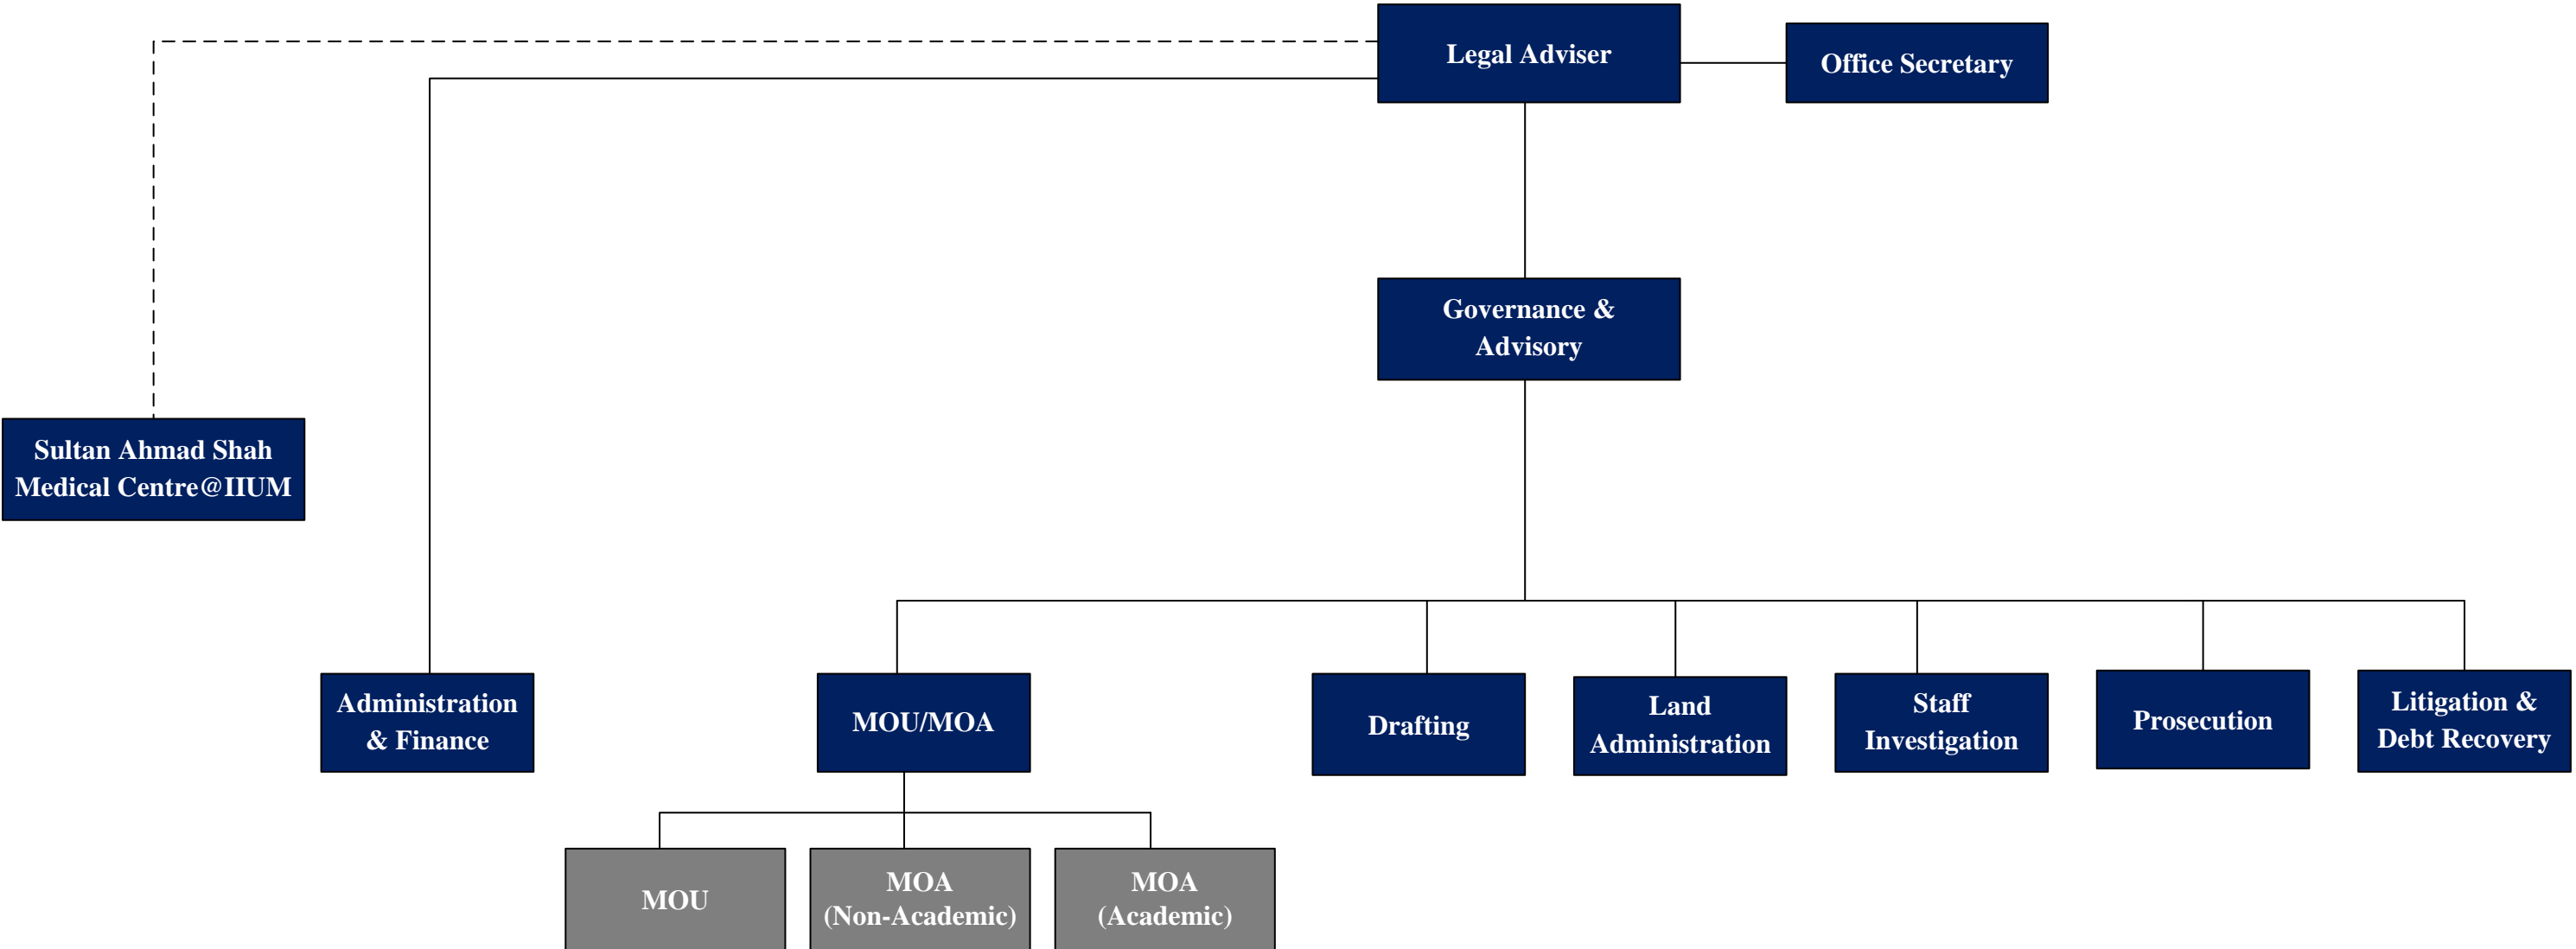 Legal Adviser
Office Secretary
Governance &
Advisory
Sultan Ahmad Shah
Medical Centre@IIUM
Administration
& Finance
MOU/MOA
Drafting
Land
Administration
Staff
Investigation
Prosecution
Litigation &
Debt Recovery
MOU
MOA
(Non-Academic)
MOA
(Academic)